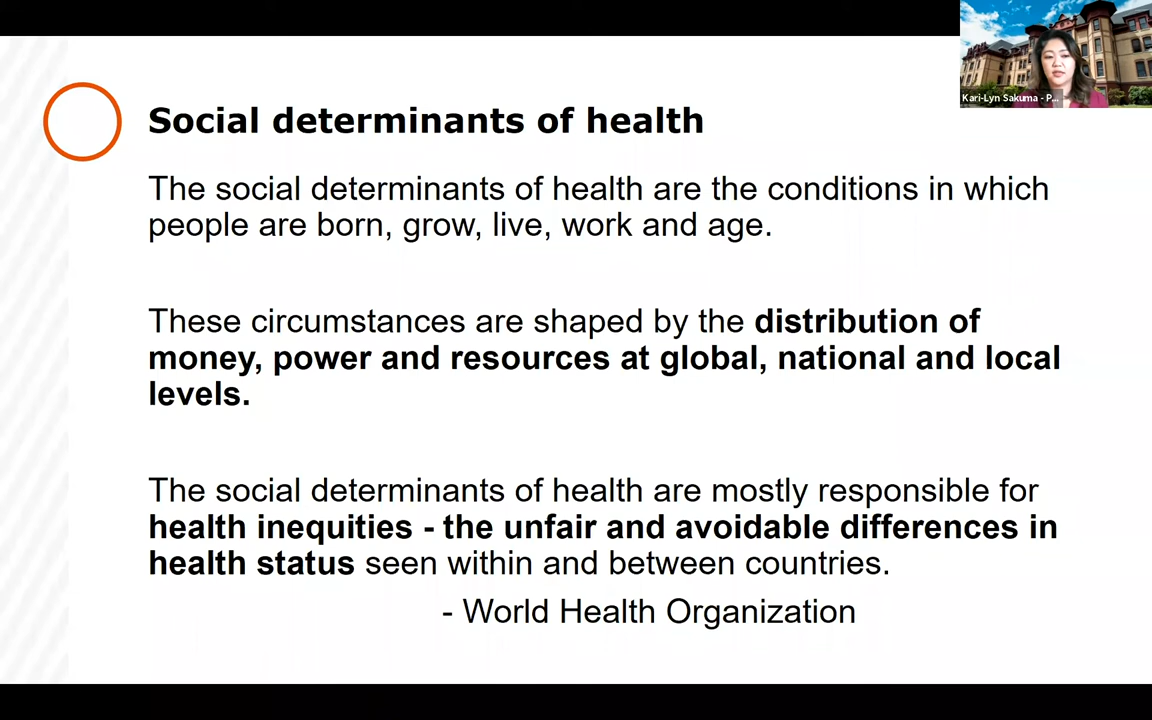 Kari-Lyn Sakuma - P...
Social determinants of health
The social determinants of health are the conditions in which
people are born, grow, live, work and age.
These circumstances are shaped by the distribution of
money, power and resources at global, national and local
levels.
The social determinants of health are mostly responsible for
health inequities - the unfair and avoidable differences in
health status seen within and between countries.
- World Health Organization